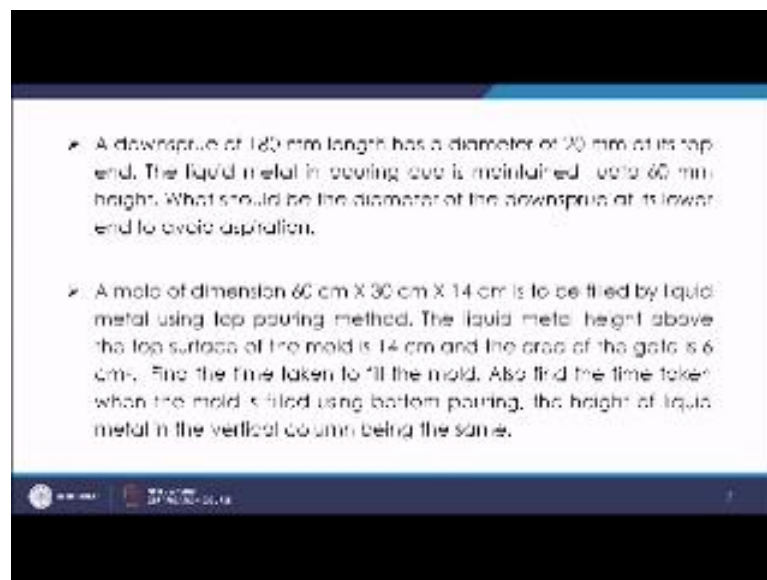 ➤ A downsprue of 180 mm length has a diameter of 20 mm at its top
end. The liquid metal in pouring cup is maintained upto 60 mm
height. What should be the diameter of the downsprue at its lower
end to avoid aspiration.
➤ A mold of dimension 60 cm X 30 cm X 14 cm is to be filled by liquid
metal using top pouring method. The liquid metal height above
the top surface of the mold is 14 cm and the area of the gate is 6
cm². Find the time taken to fill the mold. Also find the time taken
when the mold is filled using bottom pouring, the height of liquid
metal in the vertical column being the same.